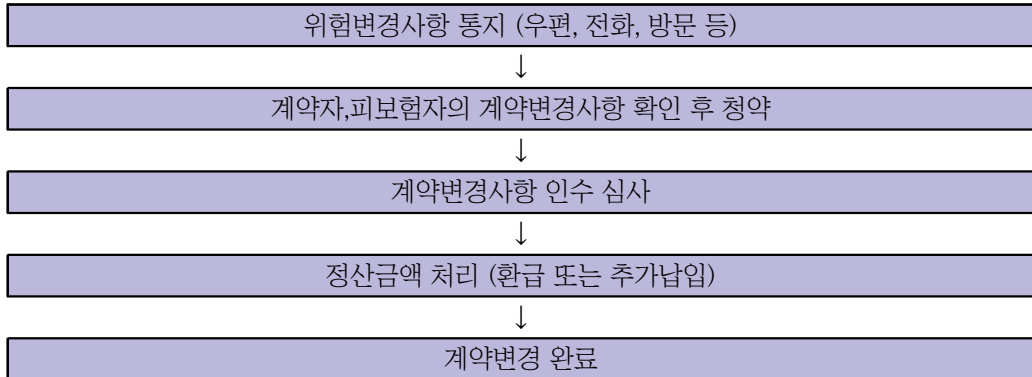 위험변경사항 통지 (우편, 전화, 방문 등)
↓
계약자,피보험자의 계약변경사항 확인 후 청약
↓
계약변경사항 인수 심사
↓
정산금액 처리 (환급 또는 추가납입)
↓
계약변경 완료